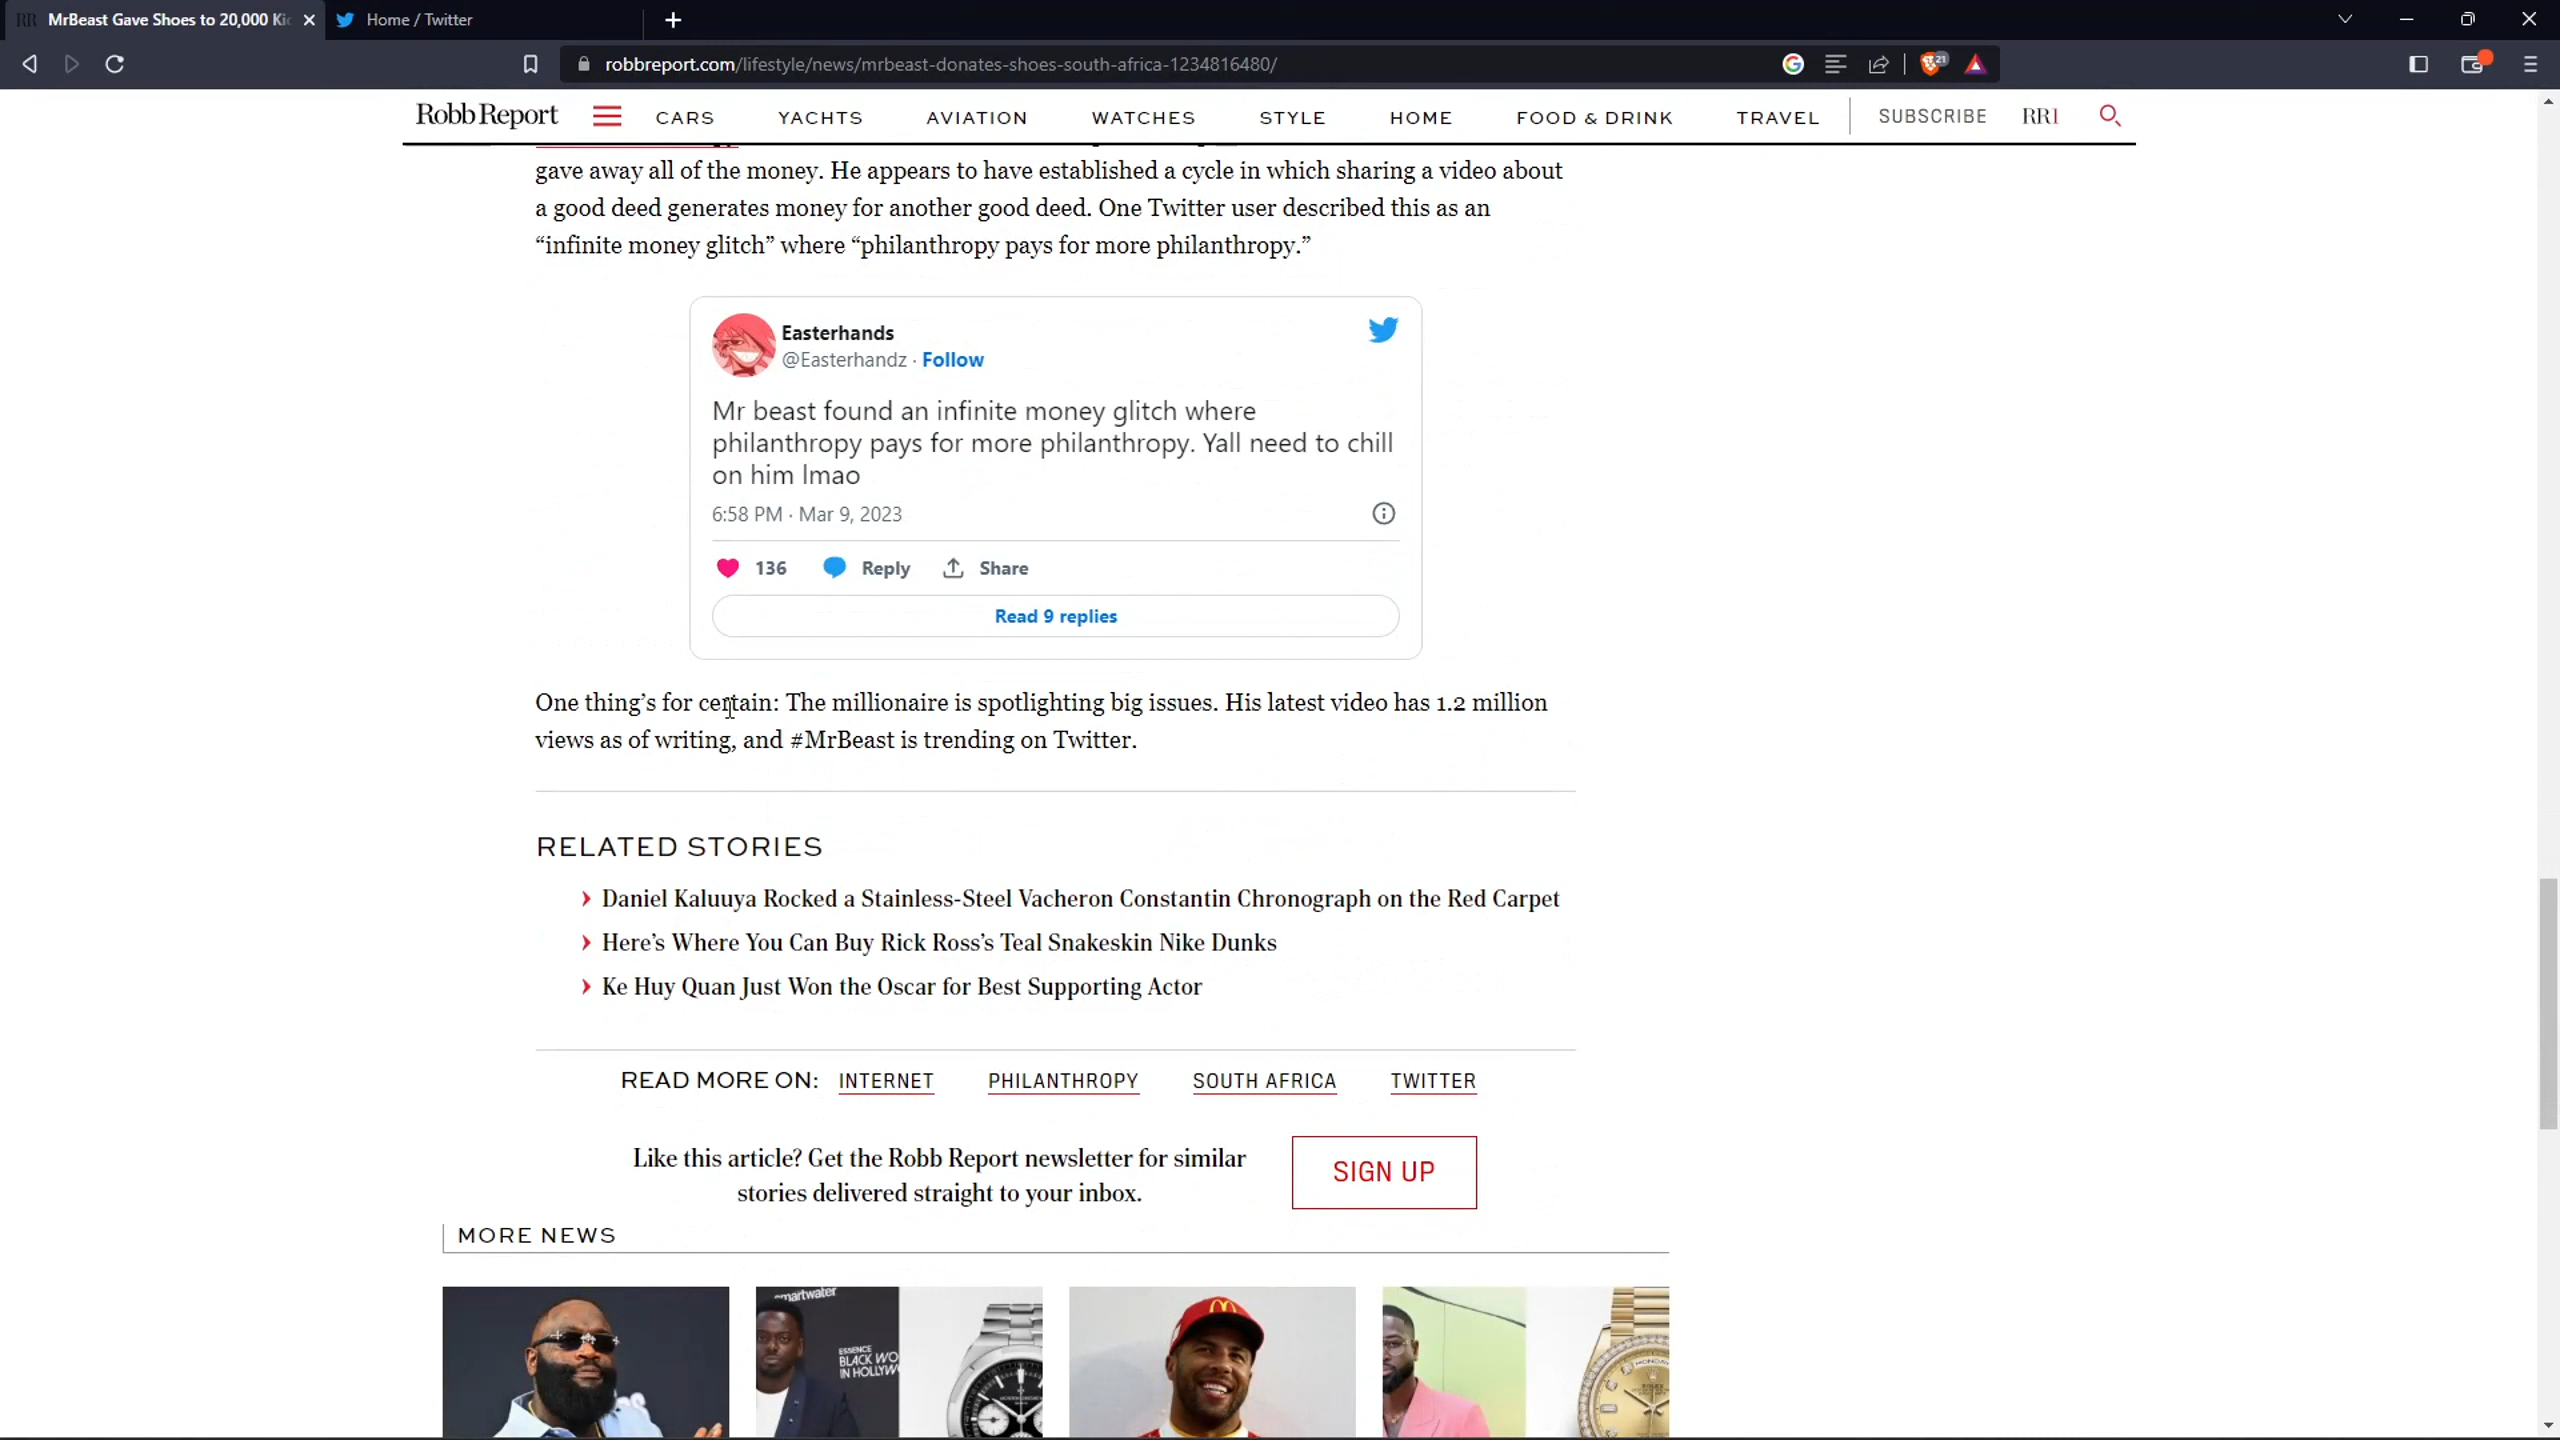 RR MrBeast Gave Shoes to 20,000 Ki
Home / Twitter
robbreport.com/lifestyle/news/mrbeast-donates-shoes-south-africa-1234816480/
21
Robb Report
CARS
YACHTS
AVIATION
WATCHES
STYLE
HOME
FOOD & DRINK
TRAVEL
SUBSCRIBE
RR1
gave away all of the money. He appears to have established a cycle in which sharing a video about
a good deed generates money for another good deed. One Twitter user described this as an
“infinite money glitch” where “philanthropy pays for more philanthropy.”
Easterhands
@Easterhandz · Follow
Mr beast found an infinite money glitch where
philanthropy pays for more philanthropy. Yall need to chill
on him lmao
6:58 PM · Mar 9, 2023
136 Reply Share
Read 9 replies
One thing’s for certain: The millionaire is spotlighting big issues. His latest video has 1.2 million
views as of writing, and #MrBeast is trending on Twitter.
RELATED STORIES
Daniel Kaluuya Rocked a Stainless-Steel Vacheron Constantin Chronograph on the Red Carpet
Here’s Where You Can Buy Rick Ross’s Teal Snakeskin Nike Dunks
Ke Huy Quan Just Won the Oscar for Best Supporting Actor
READ MORE ON: INTERNET PHILANTHROPY SOUTH AFRICA TWITTER
Like this article? Get the Robb Report newsletter for similar
stories delivered straight to your inbox.
SIGN UP
MORE NEWS
smartwater
ESSENCE
BLACK WO
IN HOLLYW
MONDAY